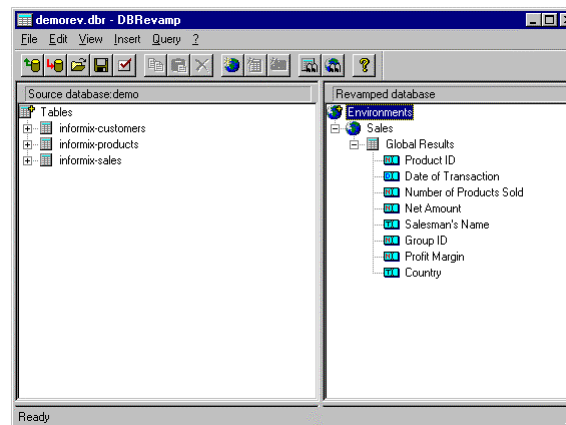 demorev.dbr - DBRevamp
File Edit View Insert Query ?
Source database:demo
Tables
informix-customers
informix-products
informix-sales
Revamped database
Environments
Sales
Global Results
Product ID
Date of Transaction
Number of Products Sold
Net Amount
Salesman's Name
Group ID
Profit Margin
Country
Ready